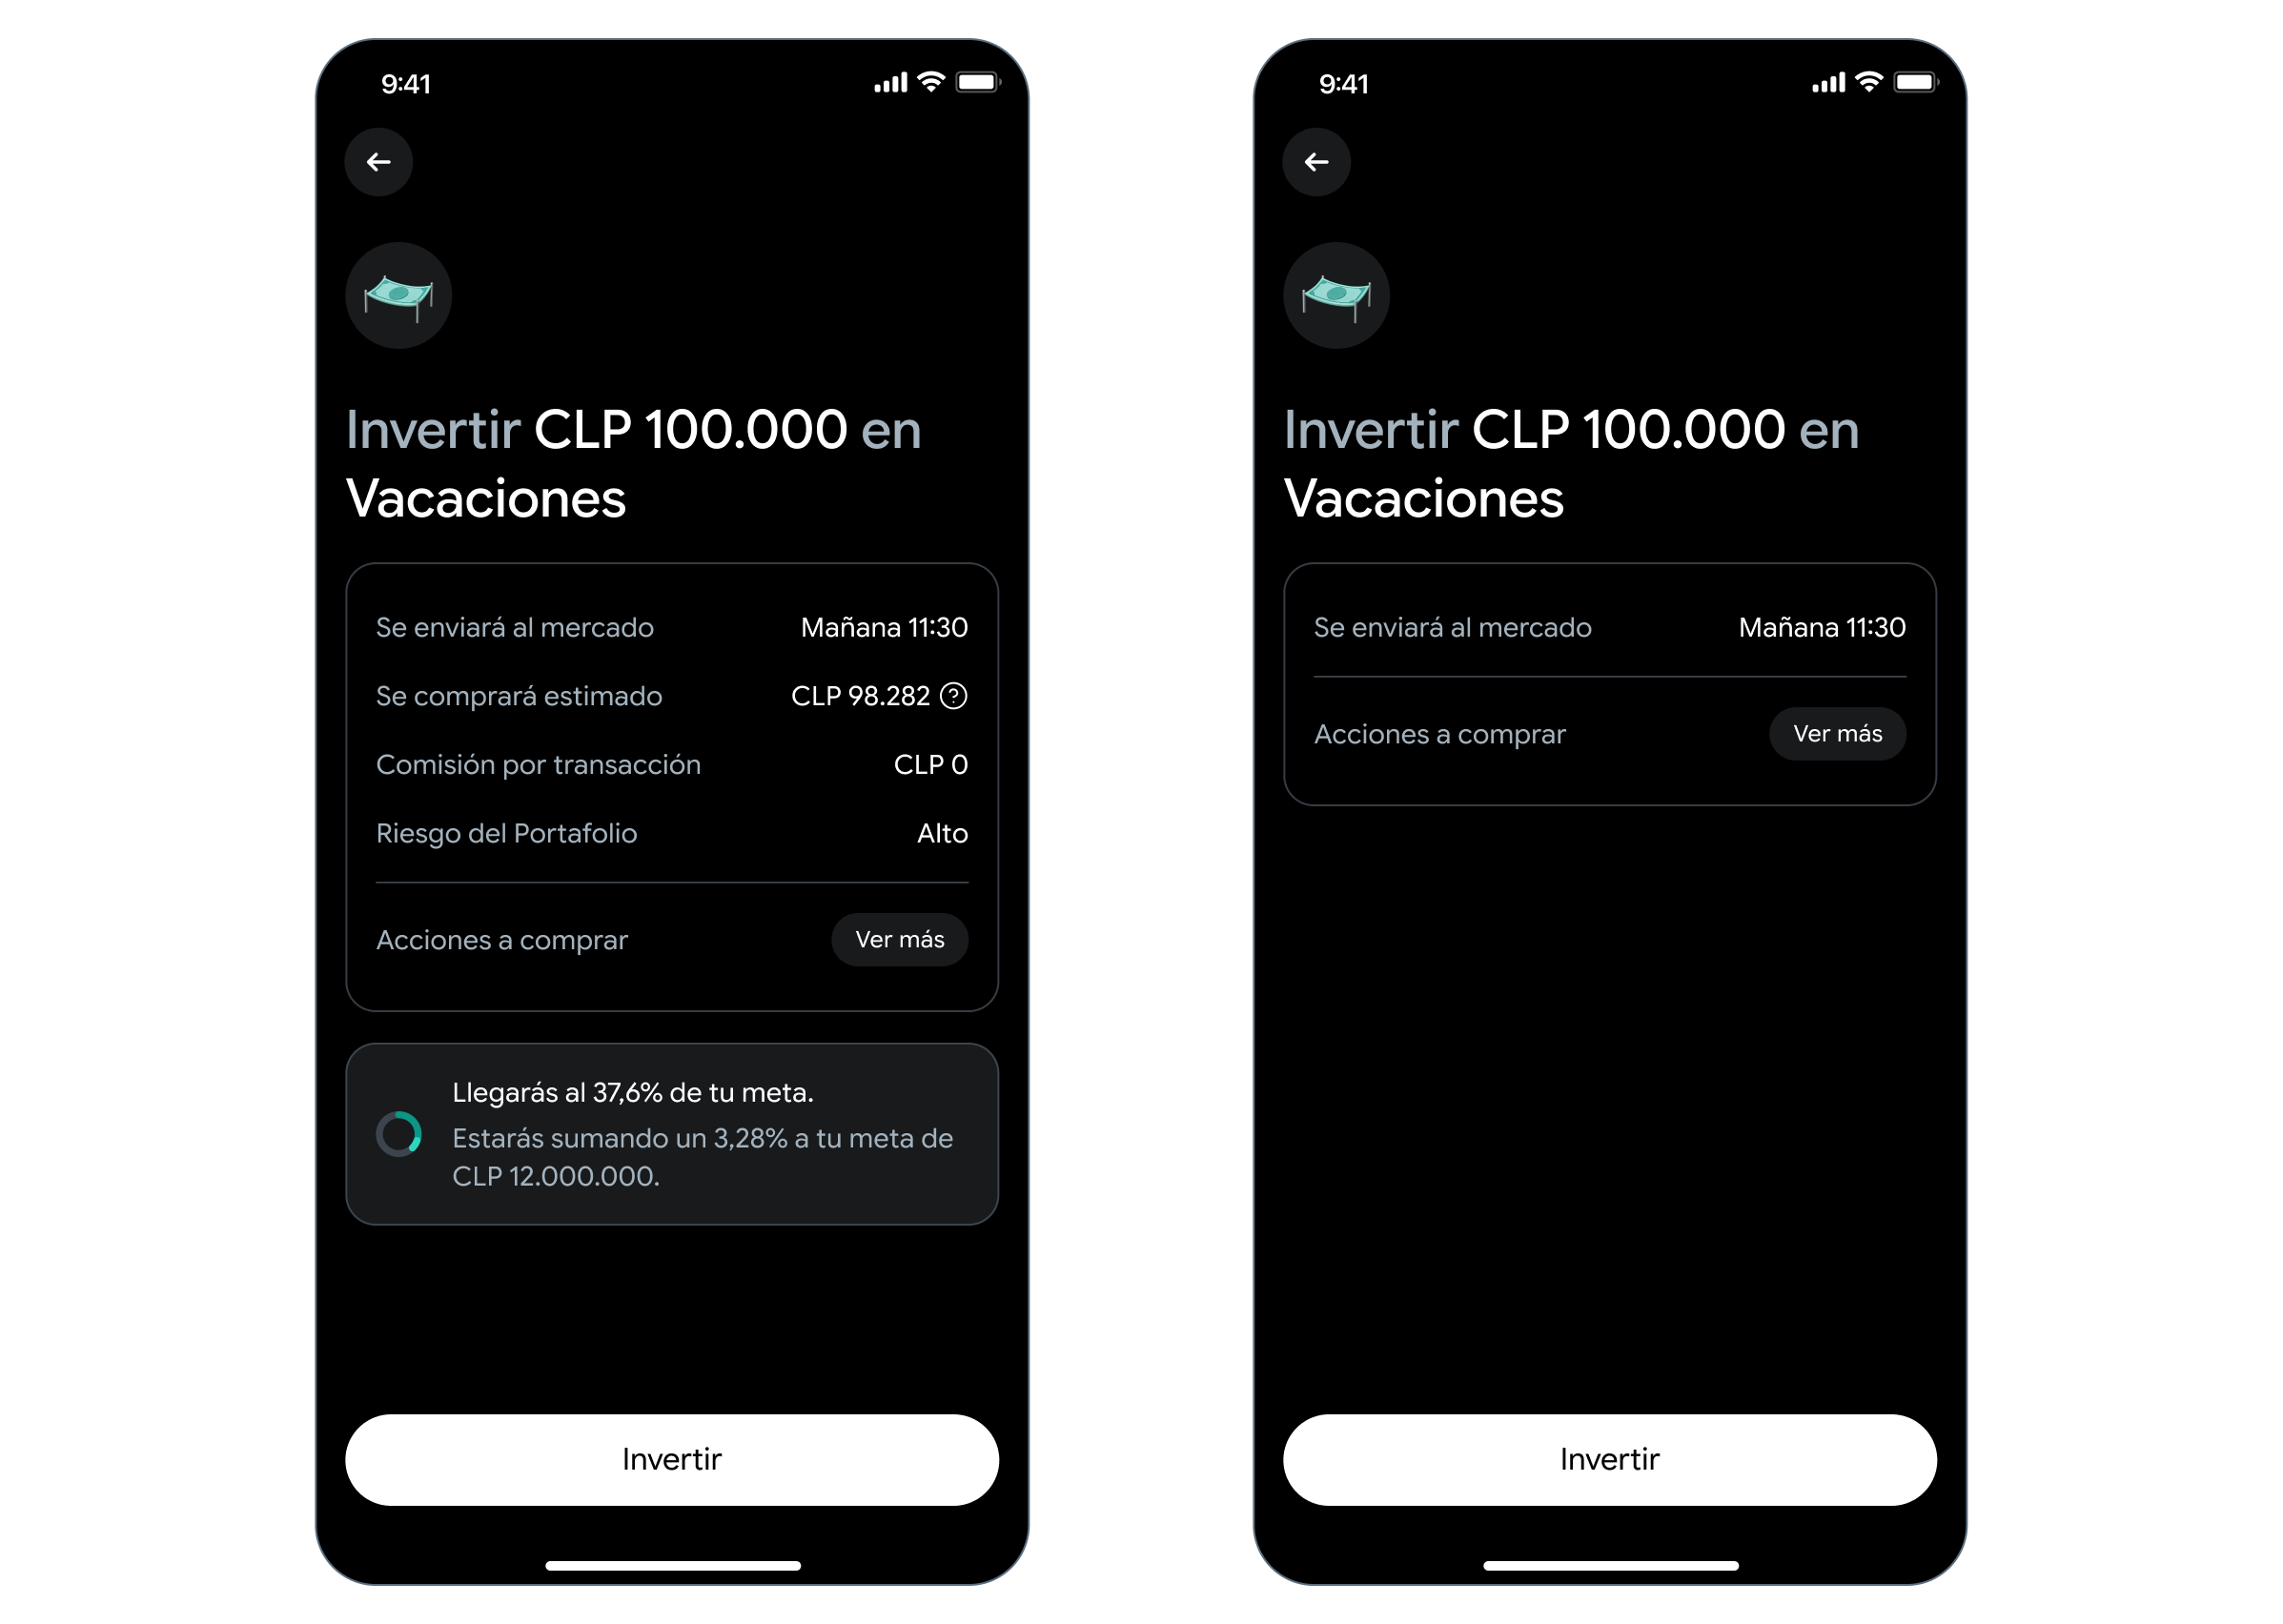 9:41
Invertir CLP 100.000 en
Vacaciones
Se enviará al mercado Mañana 11:30
Se comprará estimado CLP 98.282 ?
Comisión por transacción CLP 0
Riesgo del Portafolio Alto
Acciones a comprar Ver más
Llegarás al 37,6% de tu meta.
Estarás sumando un 3,28% a tu meta de
CLP 12.000.000.
Invertir
9:41
Invertir CLP 100.000 en
Vacaciones
Se enviará al mercado Mañana 11:30
Acciones a comprar Ver más
Invertir